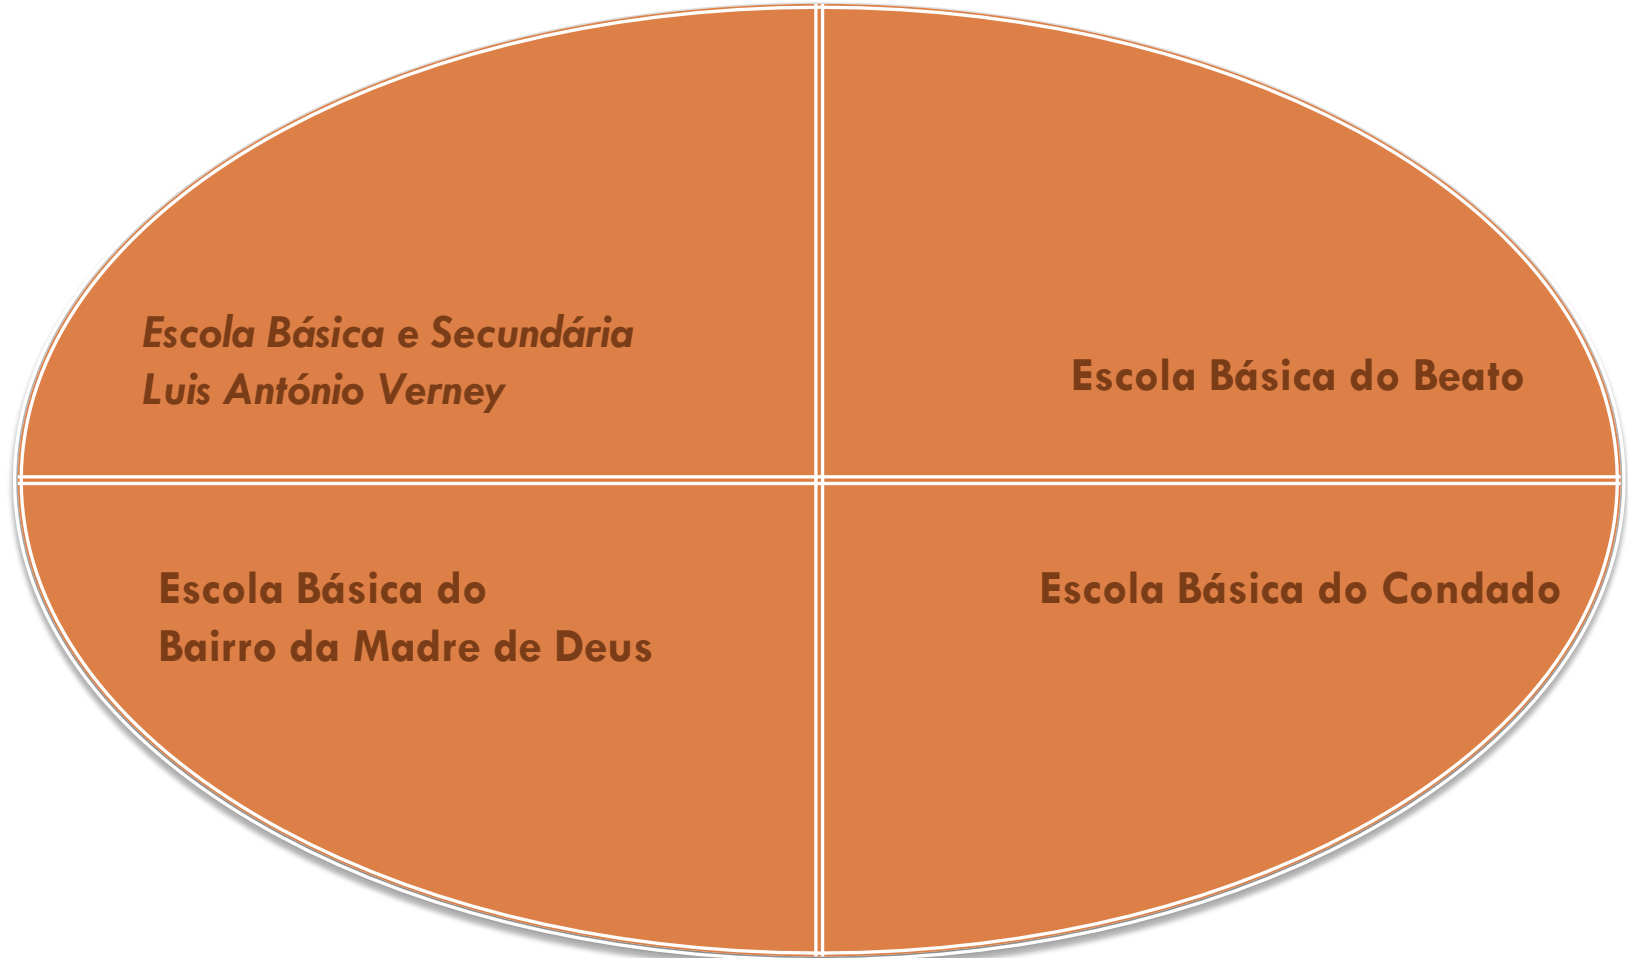 Escola Básica e Secundária
Luis António Verney
Escola Básica do Beato
Escola Básica do
Bairro da Madre de Deus
Escola Básica do Condado